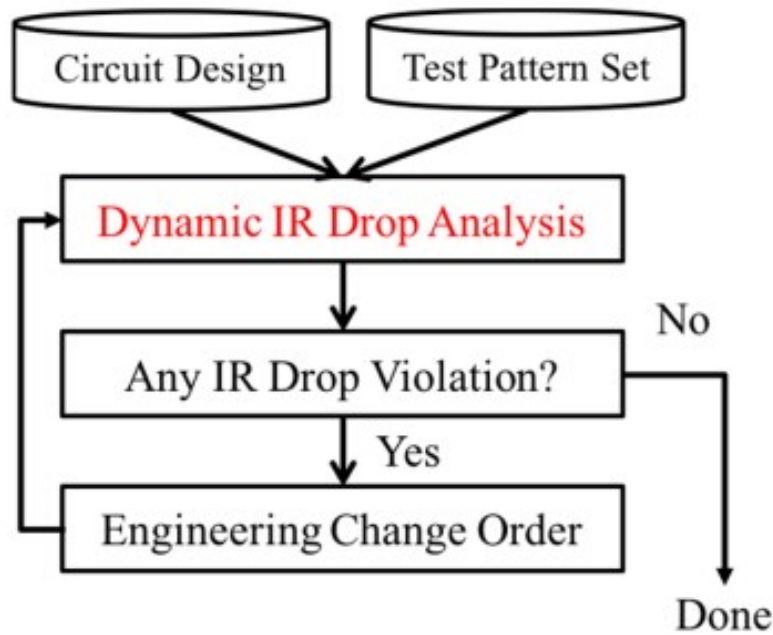 Circuit Design
Test Pattern Set
Dynamic IR Drop Analysis
No
Any IR Drop Violation?
Yes
Engineering Change Order
Done